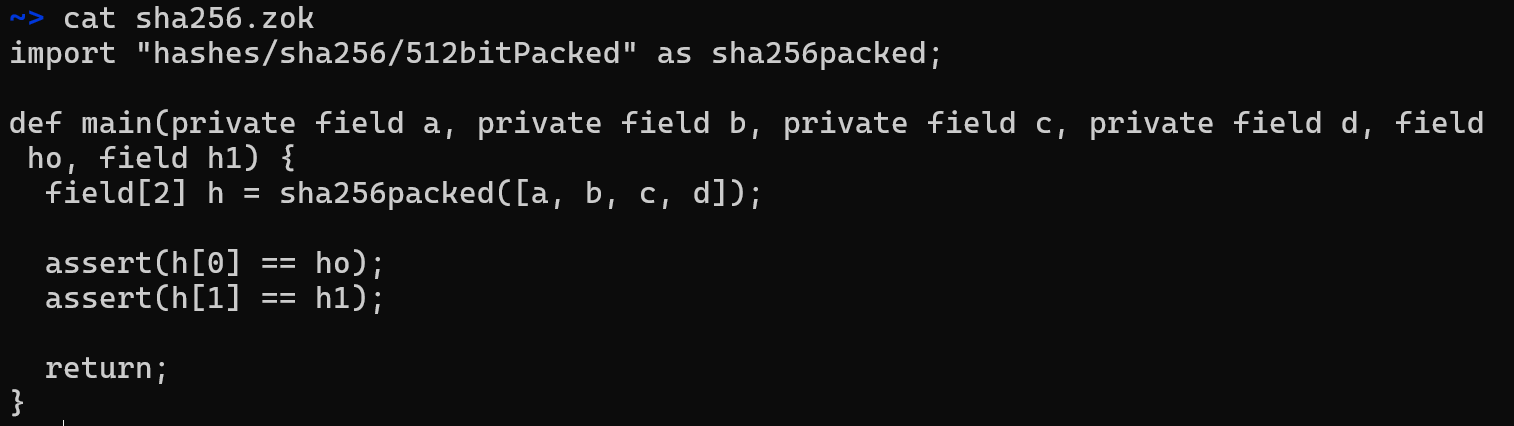 ~> cat sha256.zok
import "hashes/sha256/512bitPacked" as sha256packed;
def main(private field a, private field b, private field c, private field d, field
ho, field h1) {
field[2] h = sha256packed([a, b, c, d]);
assert(h[0] == ho);
assert(h[1] == h1);
return;
}